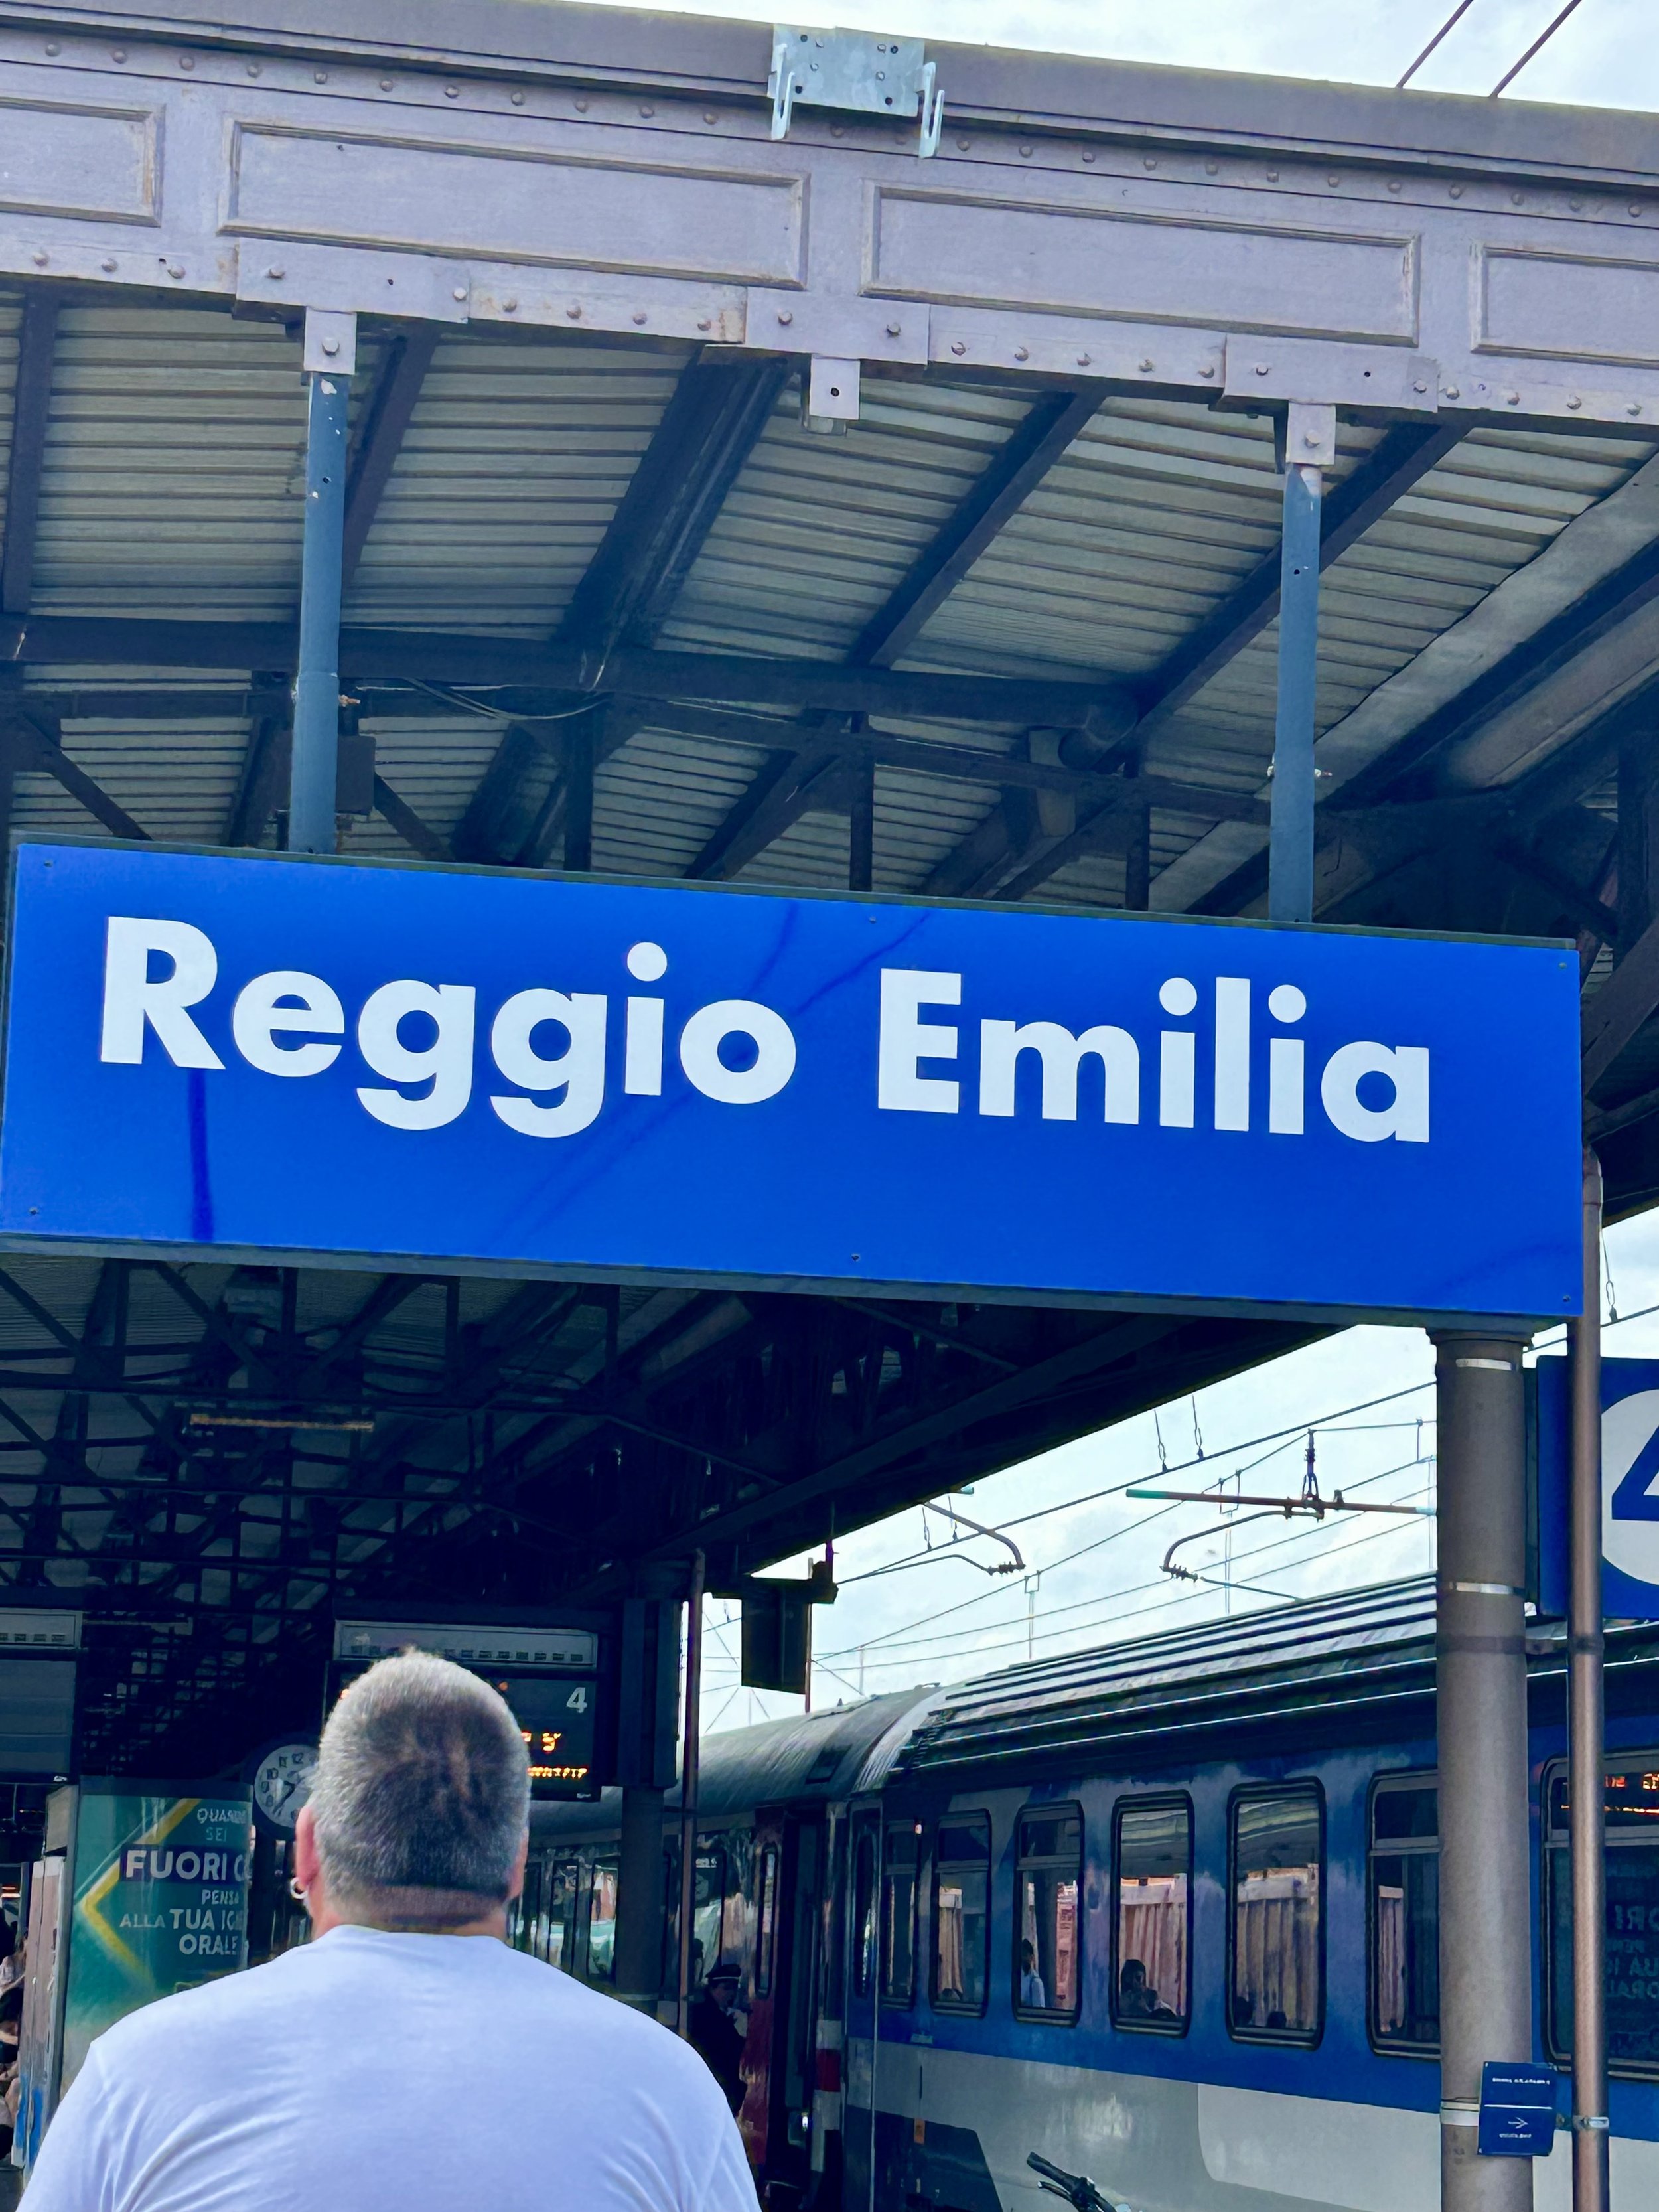 Reggio Emilia
4
4
QUANDO
SEI
FUORI C
PENSA
ALLA TUA IG
ORALE